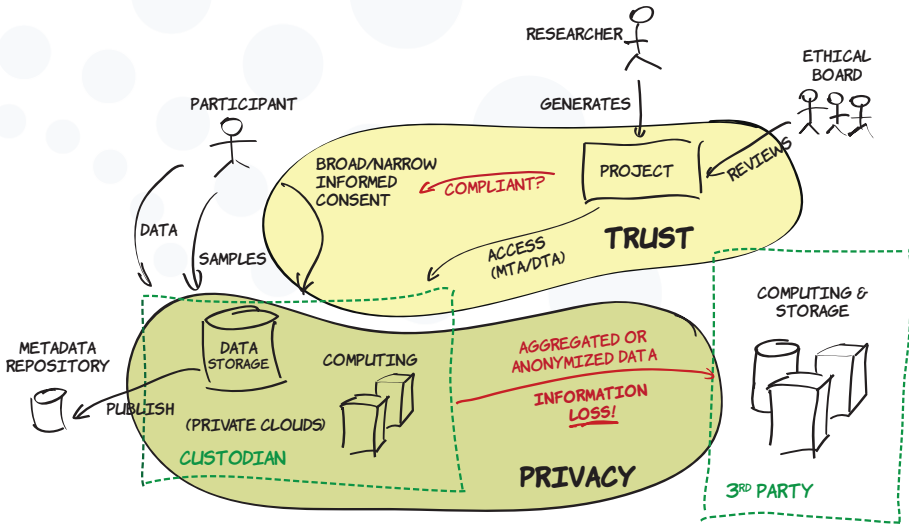 RESEARCHER
ETHICAL
BOARD
PARTICIPANT
GENERATES
BROAD/NARROW
INFORMED
CONSENT
COMPLIANT?
PROJECT
REVIEWS
DATA
SAMPLES
ACCESS
(MTA/DTA)
TRUST
COMPUTING &
STORAGE
METADATA
REPOSITORY
DATA
STORAGE
COMPUTING
AGGREGATED OR
ANONYMIZED DATA
INFORMATION
LOSS!
PUBLISH
(PRIVATE CLOUDS)
CUSTODIAN
PRIVACY
3RD PARTY